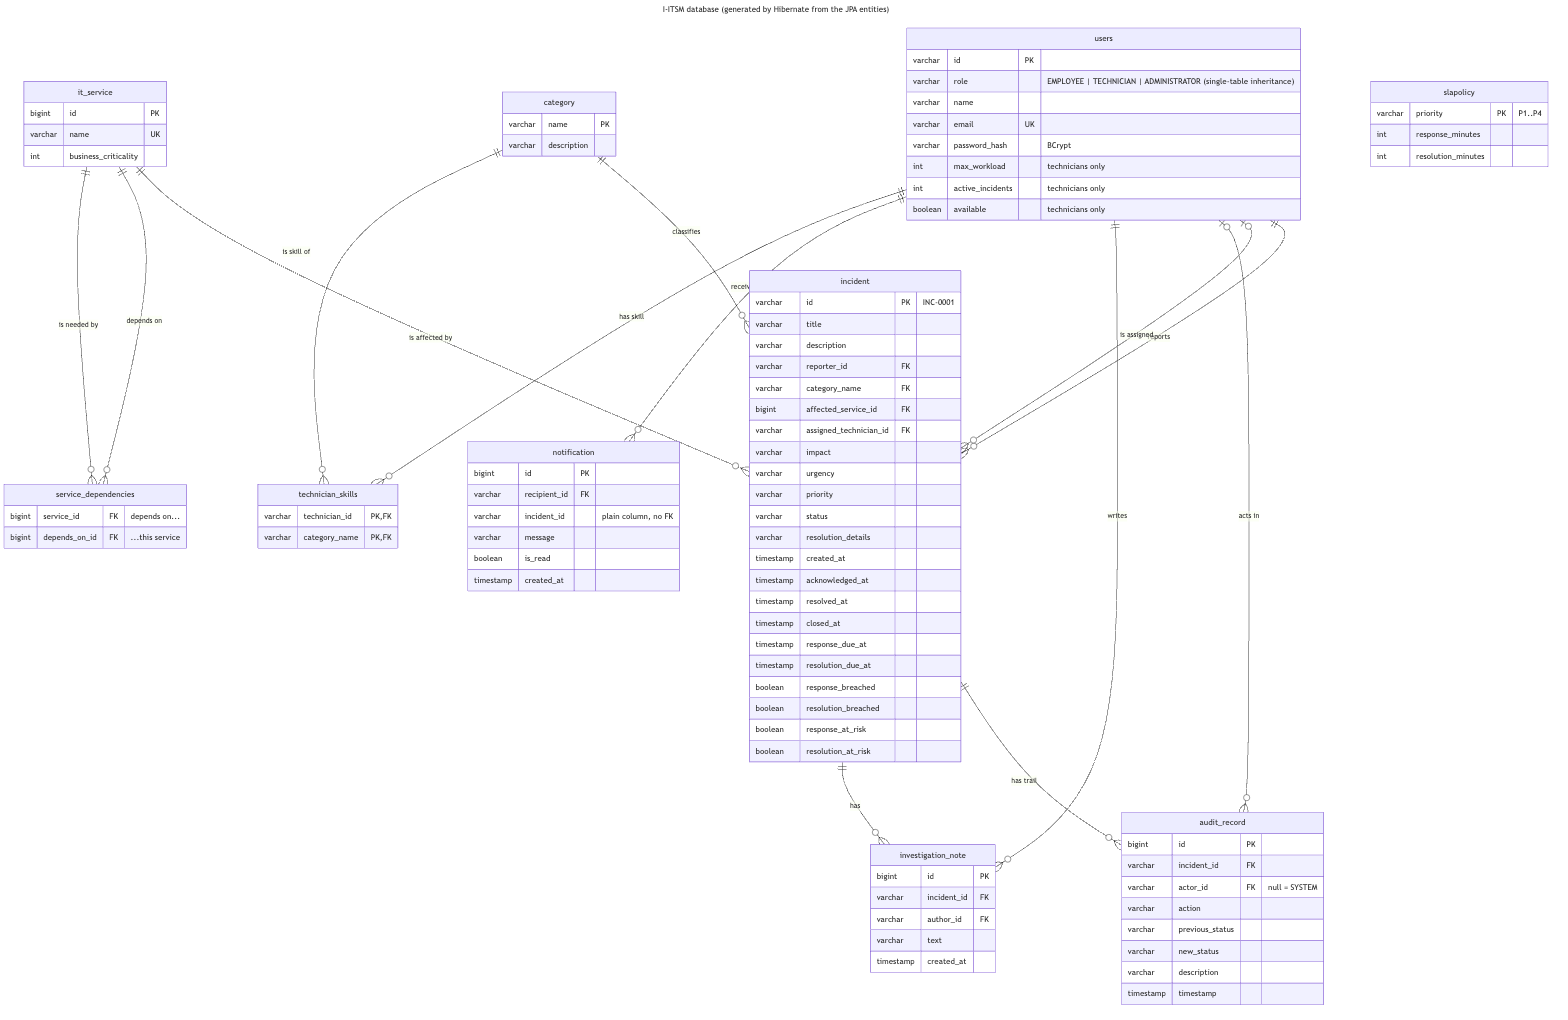 I-ITSM database (generated by Hibernate from the JPA entities)
users
varchar id PK
varchar role EMPLOYEE | TECHNICIAN | ADMINISTRATOR (single-table inheritance)
varchar name
varchar email UK
varchar password_hash BCrypt
int max_workload technicians only
int active_incidents technicians only
boolean available technicians only
it_service
bigint id PK
varchar name UK
int business_criticality
category
varchar name PK
varchar description
slapolicy
varchar priority PK P1..P4
int response_minutes
int resolution_minutes
classifies
is skill of
receiv
has skill
is needed by
depends on
is affected by
is assigned
ports
incident
varchar id PK INC-0001
varchar title
varchar description
varchar reporter_id FK
varchar category_name FK
bigint affected_service_id FK
varchar assigned_technician_id FK
varchar impact
varchar urgency
varchar priority
varchar status
varchar resolution_details
timestamp created_at
timestamp acknowledged_at
timestamp resolved_at
timestamp closed_at
timestamp response_due_at
timestamp resolution_due_at
boolean response_breached
boolean resolution_breached
boolean response_at_risk
boolean resolution_at_risk
service_dependencies
bigint service_id FK depends on...
bigint depends_on_id FK ...this service
technician_skills
varchar technician_id PK,FK
varchar category_name PK,FK
notification
bigint id PK
varchar recipient_id FK
varchar incident_id plain column, no FK
varchar message
boolean is_read
timestamp created_at
writes
acts in
has trail
has
investigation_note
bigint id PK
varchar incident_id FK
varchar author_id FK
varchar text
timestamp created_at
audit_record
bigint id PK
varchar incident_id FK
varchar actor_id FK null = SYSTEM
varchar action
varchar previous_status
varchar new_status
varchar description
timestamp timestamp